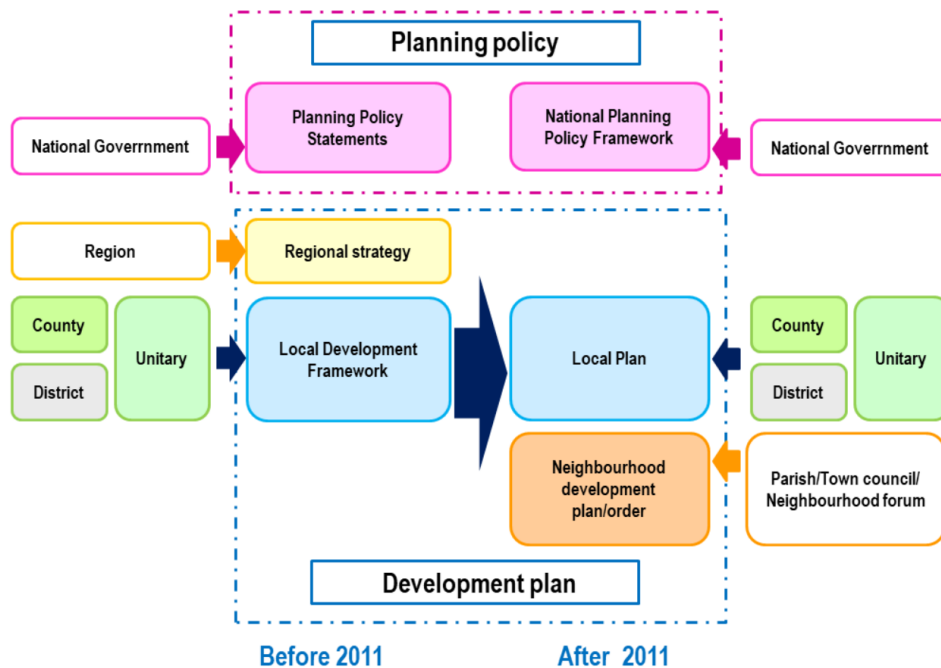 Planning policy
National Goverrnment
Planning Policy
Statements
National Planning
Policy Framework
National Goverrnment
Region
Regional strategy
County
District
Unitary
Local Development
Framework
Local Plan
County
District
Unitary
Neighbourhood
development
plan/order
Parish/Town council/
Neighbourhood forum
Development plan
Before 2011
After 2011